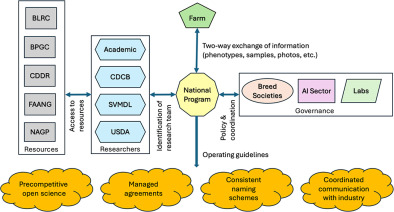 Farm
Two-way exchange of information
(phenotypes, samples, photos, etc.)
BLRC
BPGC
CDDR
FAANG
NAGP
Resources
Access to
resources
Academic
CDCB
SVMDL
USDA
Researchers
Identification of
research team
National
Program
Policy &
coordination
Breed
Societies
AI Sector
Labs
Governance
Operating guidelines
Precompetitive
open science
Managed
agreements
Consistent
naming
schemes
Coordinated
communication
with industry